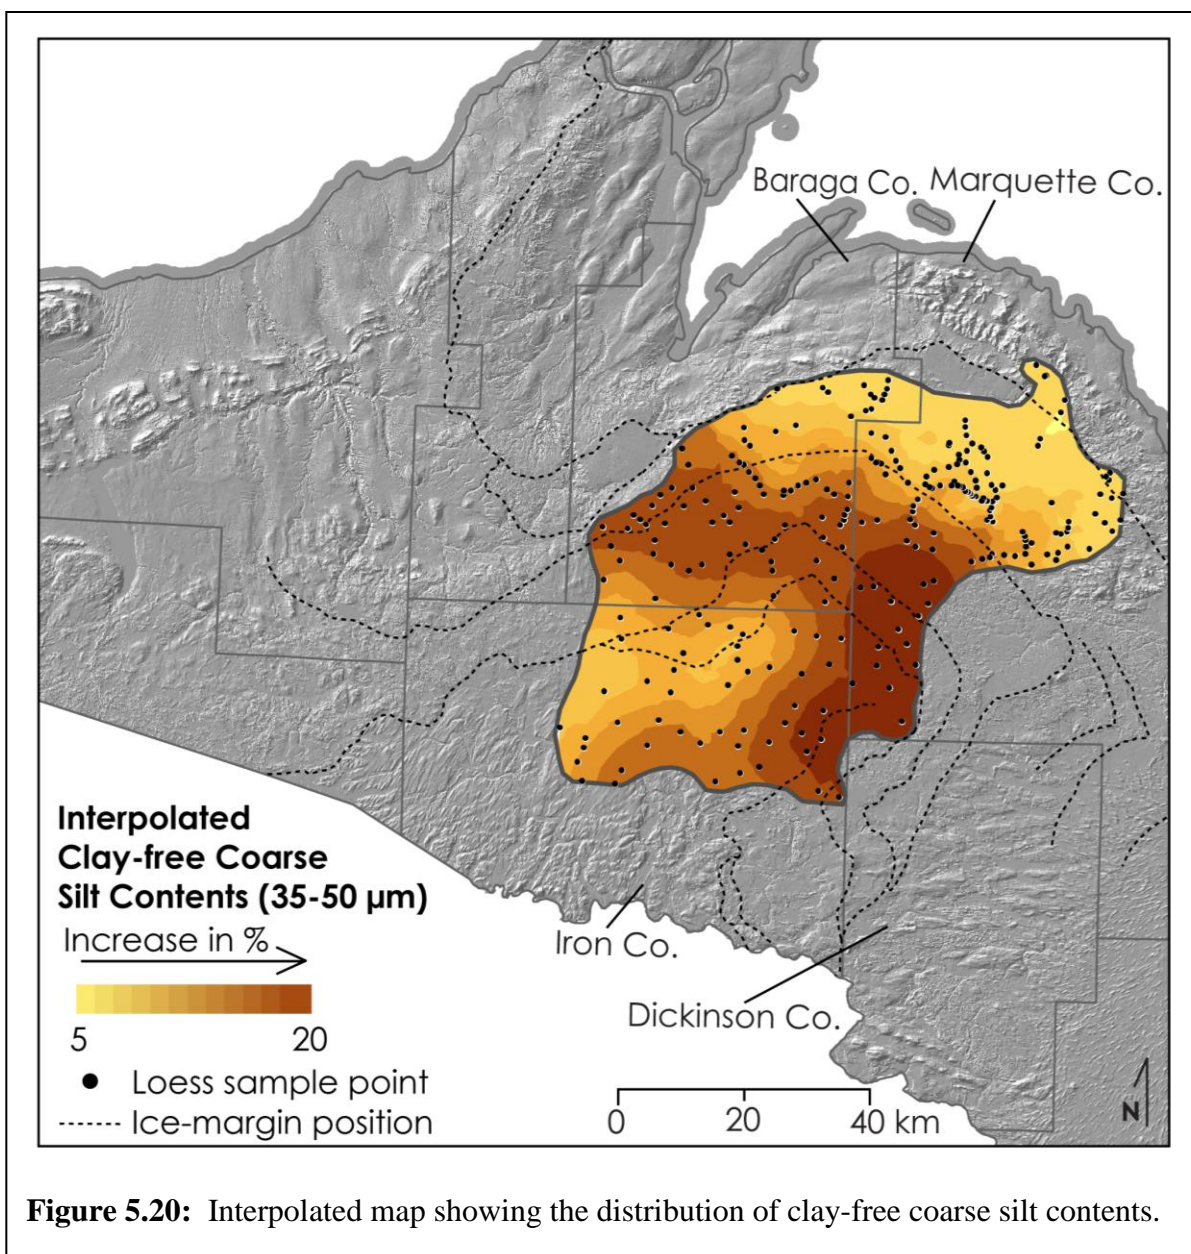 Baraga Co. Marquette Co.
Interpolated
Clay-free Coarse
Silt Contents (35-50 µm)
Increase in %
5 20
Loess sample point
Ice-margin position
Iron Co.
Dickinson Co.
0 20 40 km
N
Figure 5.20: Interpolated map showing the distribution of clay-free coarse silt contents.